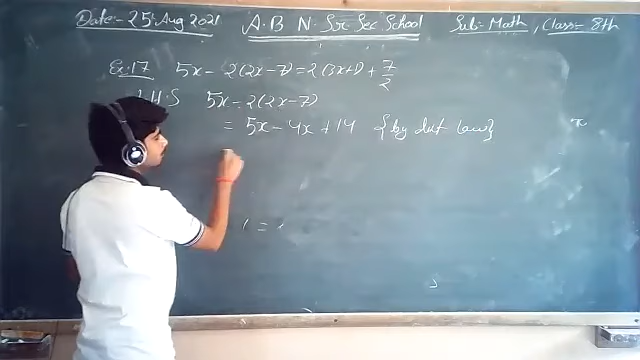 Date:- 25 Aug 2021 A. B. N. Sr. Sec School Sub:- Math, Class= 8th
Ex:17 5x - 2(2x-7) = 2(3x+1) + 7/2
L.H.S 5x - 2(2x-7)
= 5x - 4x + 14 {by dist law}
x